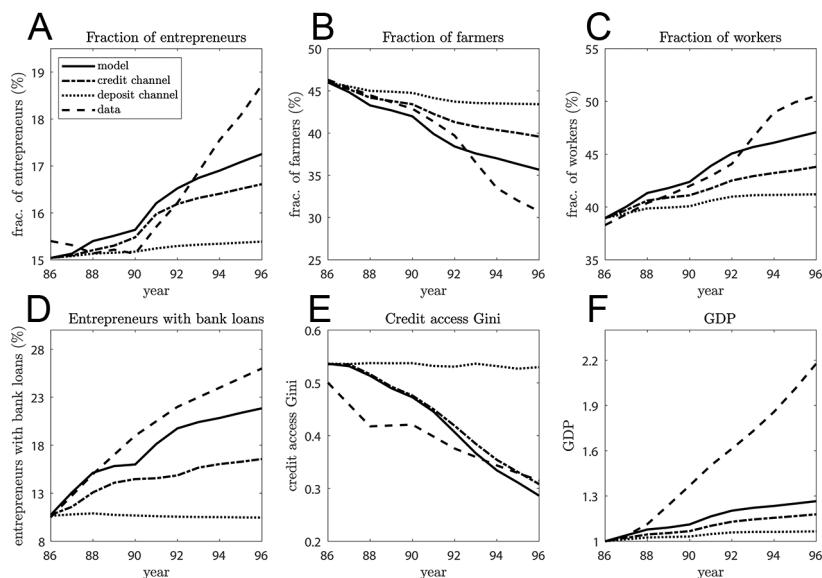 A B C
Fraction of entrepreneurs
Fraction of farmers
Fraction of workers
model
credit channel
deposit channel
data
frac. of entrepreneurs (%)
19
18
17
16
15
86 88 90 92 94 96
year
frac. of farmers (%)
50
45
40
35
30
25
86 88 90 92 94 96
year
frac. of workers (%)
55
50
45
40
35
86 88 90 92 94 96
year
D E F
Entrepreneurs with bank loans
Credit access Gini
GDP
entrepreneurs with bank loans (%)
28
23
18
13
8
86 88 90 92 94 96
year
credit access Gini
0.6
0.5
0.4
0.3
0.2
86 88 90 92 94 96
year
GDP
2.2
1.9
1.6
1.3
1
86 88 90 92 94 96
year